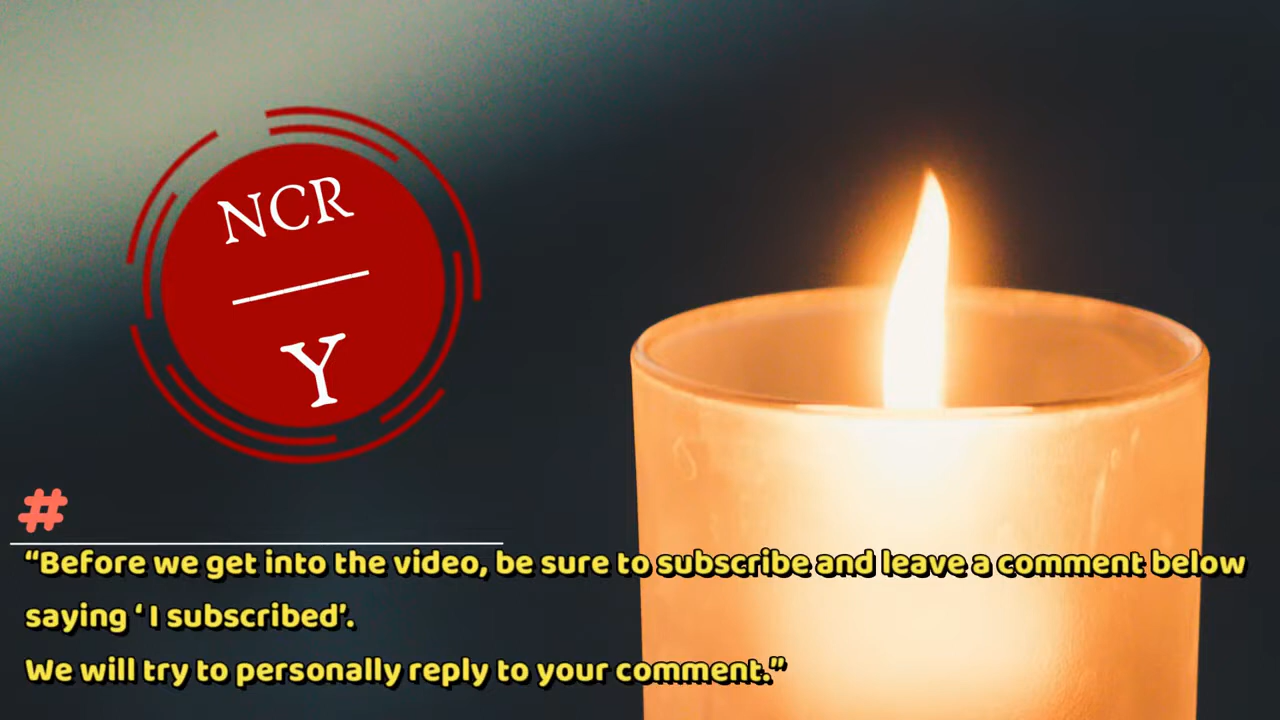 NCR
Y
#
“Before we get into the video, be sure to subscribe and leave a comment below
saying ‘ I subscribed’.
We will try to personally reply to your comment.”